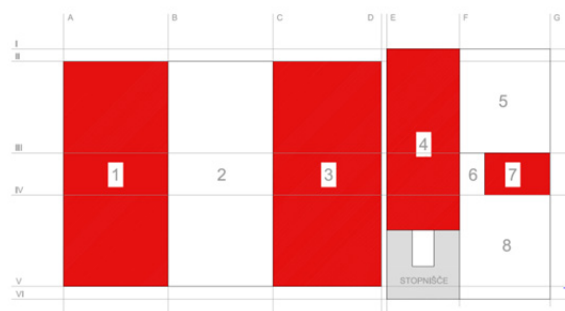 A B C D E F G
I
II
5
4
III
1 2 3 6 7
IV
8
STOPNIŠČE
V
VI